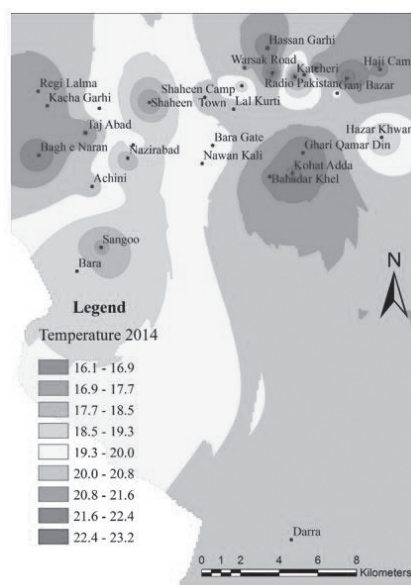 Hassan Garhi
Warsak Road
Katcheri
Haji Cam
Regi Lalma
Shaheen Camp
Radio Pakistan
Ganj Bazar
Kacha Garhi
Shaheen Town
Lal Kurti
Taj Abad
Bara Gate
Hazar Khwan
Ghari Qamar Din
Bagh e Naran
Nazirabad
Nawan Kali
Kohat Adda
Achini
Bahadar Khel
Sangoo
Bara
N
Legend
Temperature 2014
16.1 - 16.9
16.9 - 17.7
17.7 - 18.5
18.5 - 19.3
19.3 - 20.0
20.0 - 20.8
20.8 - 21.6
21.6 - 22.4
22.4 - 23.2
Darra
0 2 4 6 8
Kilometers